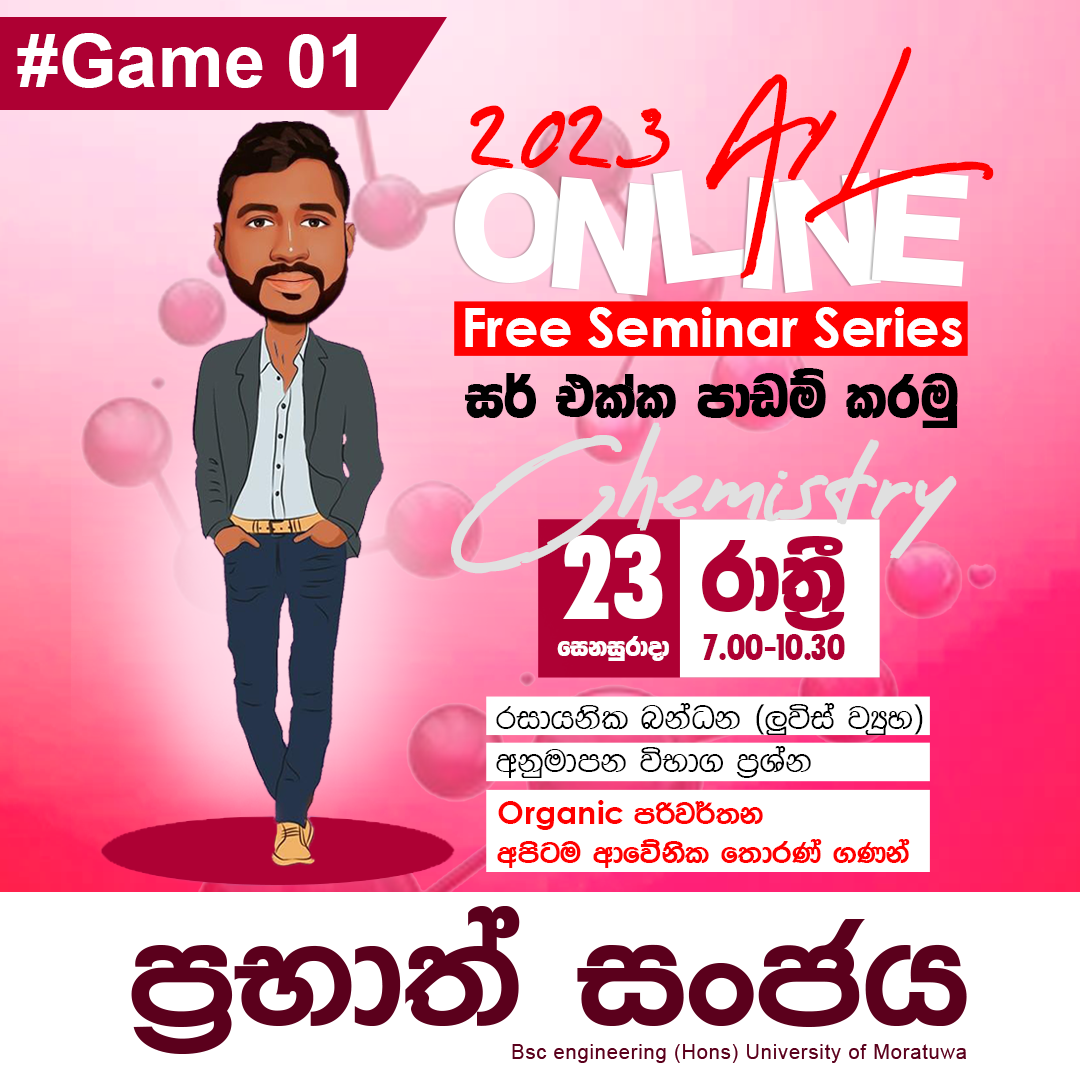 #Game 01
2023 A/L
ONLINE
Free Seminar Series
සර් එක්ක පාඩම් කරමු
Chemistry
23
සෙනසුරාදා
රාත්‍රී
7.00-10.30
රසායනික බන්ධන (ලුවිස් ව්‍යුහ)
අනුමාපන විභාග ප්‍රශ්න
Organic පරිවර්තන
අපිටම ආවේනික තොරණ් ගණන්
ප්‍රභාත් සංජය
Bsc engineering (Hons) University of Moratuwa